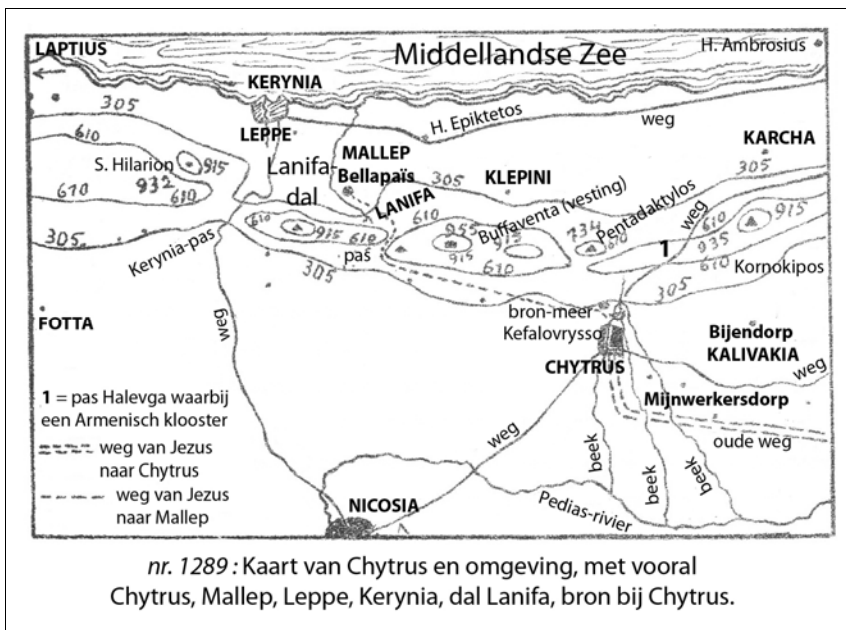 Middellandse Zee
H. Ambrosius
LAPTIUS
KERYNIA
305
LEPPE
H. Epiktetos
weg
KARCHA
S. Hilarion
915
Lanifa-
dal
MALLEP
Bellapaïs
305
KLEPINI
305
610
932
610
LANIFA
610
Buffaventa (vesting)
Pentadaktylos
weg
915
305
Kerynia-pas
610
915
610
pas
955
915
915
734
610
610
935
1
610
610
Kornokipos
305
305
FOTTA
weg
bron-meer
Kefalovrysso
Bijendorp
KALIVAKIA
CHYTRUS
weg
1 = pas Halevga waarbij
een Armenisch klooster
Mijnwerkersdorp
weg van Jezus
naar Chytrus
weg
oude weg
weg van Jezus
naar Mallep
beek
beek
beek
NICOSIA
Pedias-rivier
nr. 1289 : Kaart van Chytrus en omgeving, met vooral
Chytrus, Mallep, Leppe, Kerynia, dal Lanifa, bron bij Chytrus.